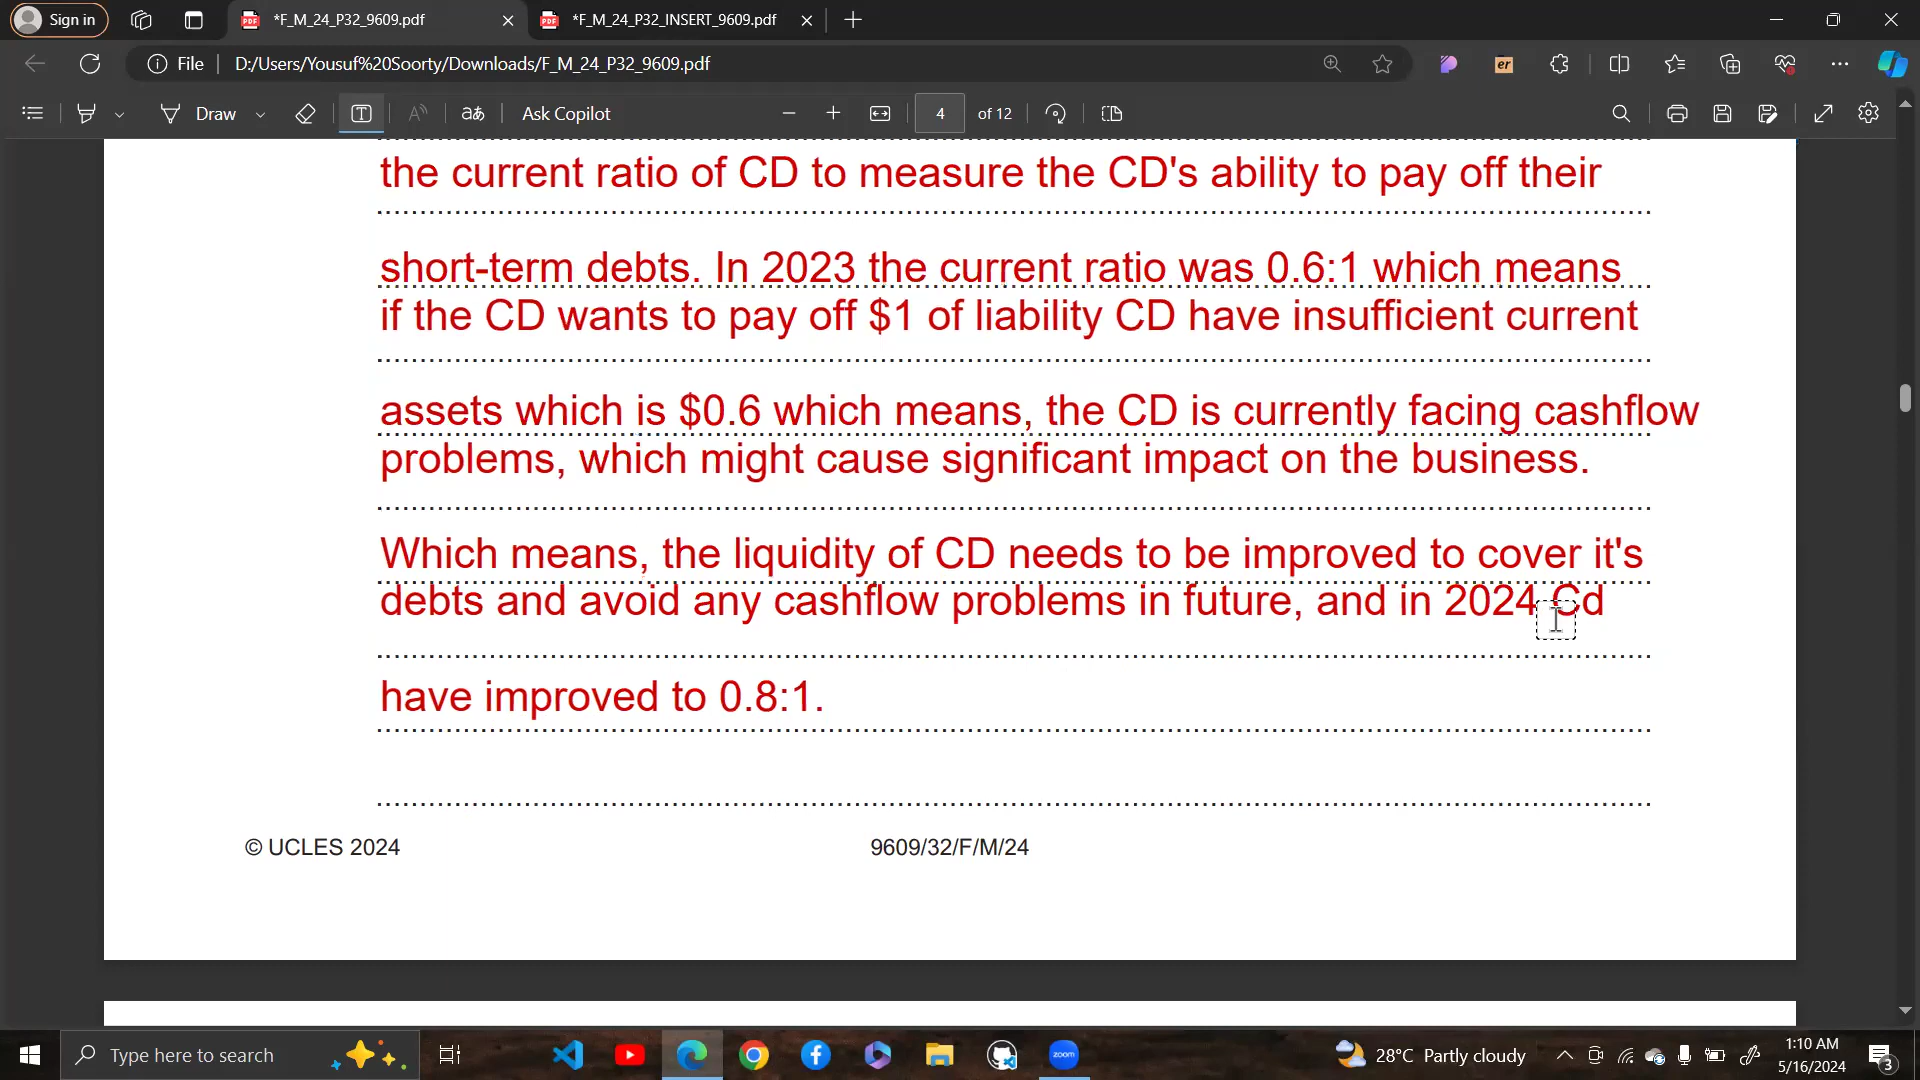 Sign in
*F_M_24_P32_9609.pdf
*F_M_24_P32_INSERT_9609.pdf
File
D:/Users/Yousuf%20Soorty/Downloads/F_M_24_P32_9609.pdf
er
Draw
aあ
Ask Copilot
4
of 12
the current ratio of CD to measure the CD's ability to pay off their
short-term debts. In 2023 the current ratio was 0.6:1 which means
if the CD wants to pay off $1 of liability CD have insufficient current
assets which is $0.6 which means, the CD is currently facing cashflow
problems, which might cause significant impact on the business.
Which means, the liquidity of CD needs to be improved to cover it's
debts and avoid any cashflow problems in future, and in 2024 Cd
have improved to 0.8:1.
© UCLES 2024
9609/32/F/M/24
Type here to search
zoom
28°C Partly cloudy
1:10 AM
5/16/2024
3